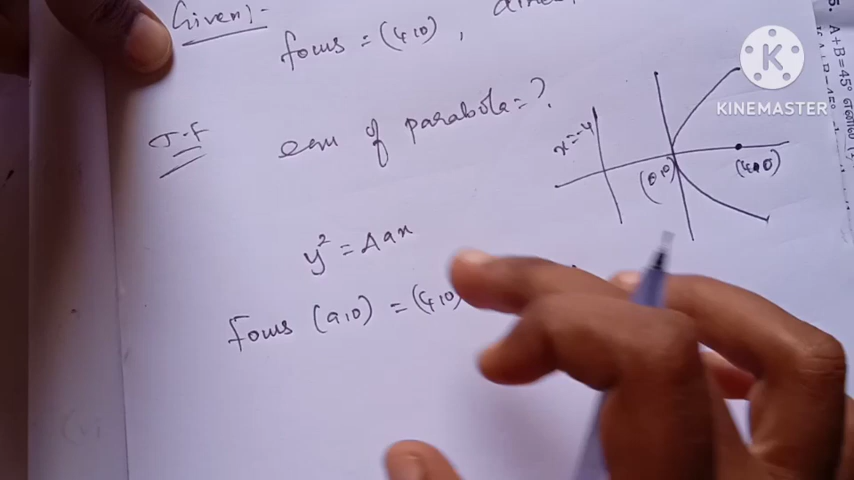 Given:-
focus = (4,0),
T.F
eqn of parabola = ?
x=-4
(0,0)
(4,0)
y² = 4ax
focus (a,0) = (4,0)
5. A+B=45°
KINEMASTER